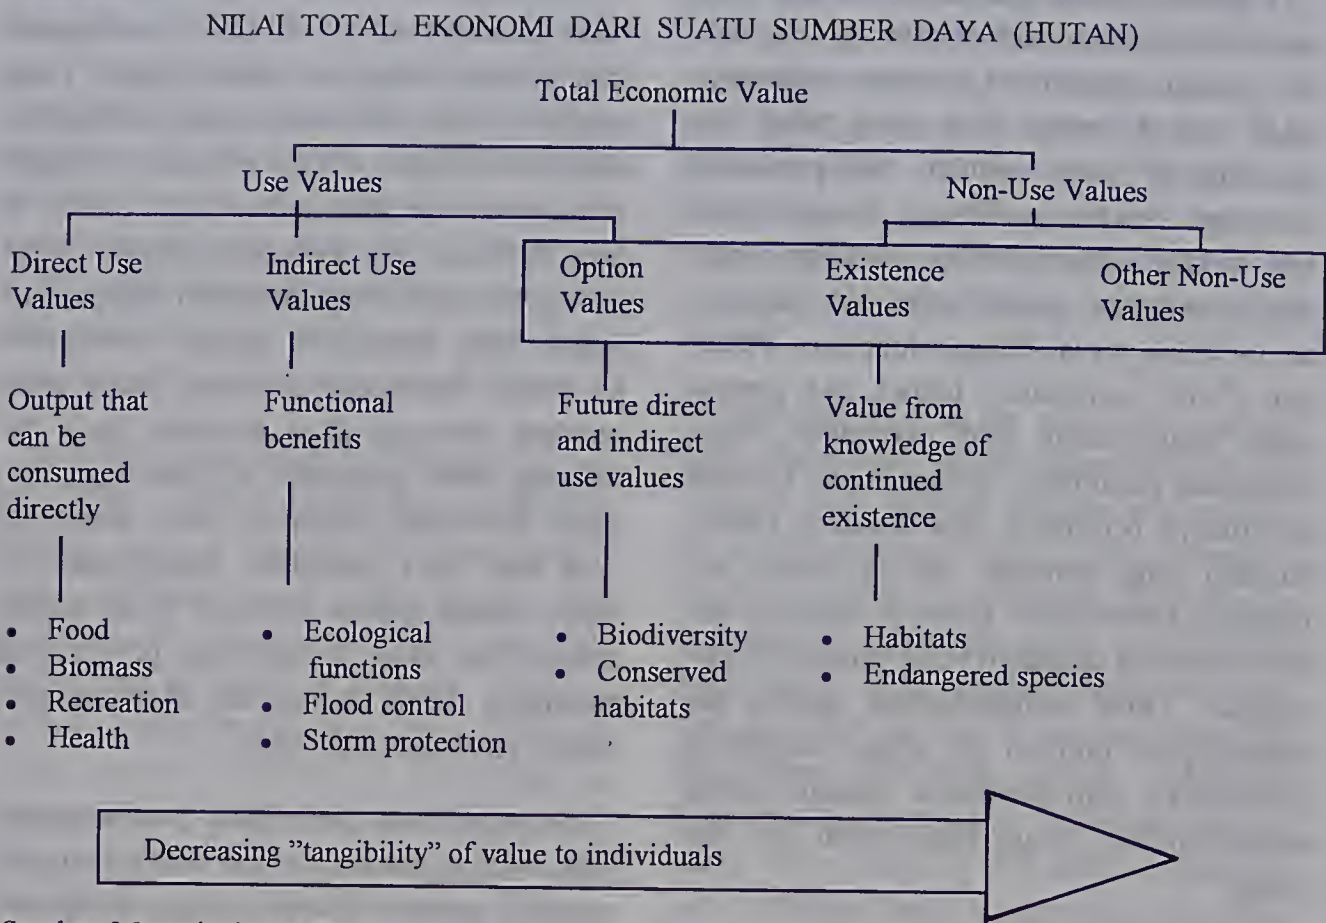 NILAI TOTAL EKONOMI DARI SUATU SUMBER DAYA (HUTAN)
Total Economic Value
Use Values
Non-Use Values
Direct Use
Values
Indirect Use
Values
Option
Values
Existence
Values
Other Non-Use
Values
Output that
can be
consumed
directly
Functional
benefits
Future direct
and indirect
use values
Value from
knowledge of
continued
existence
• Food
• Biomass
• Recreation
• Health
• Ecological
functions
• Flood control
• Storm protection
• Biodiversity
• Conserved
habitats
• Habitats
• Endangered species
Decreasing ”tangibility” of value to individuals